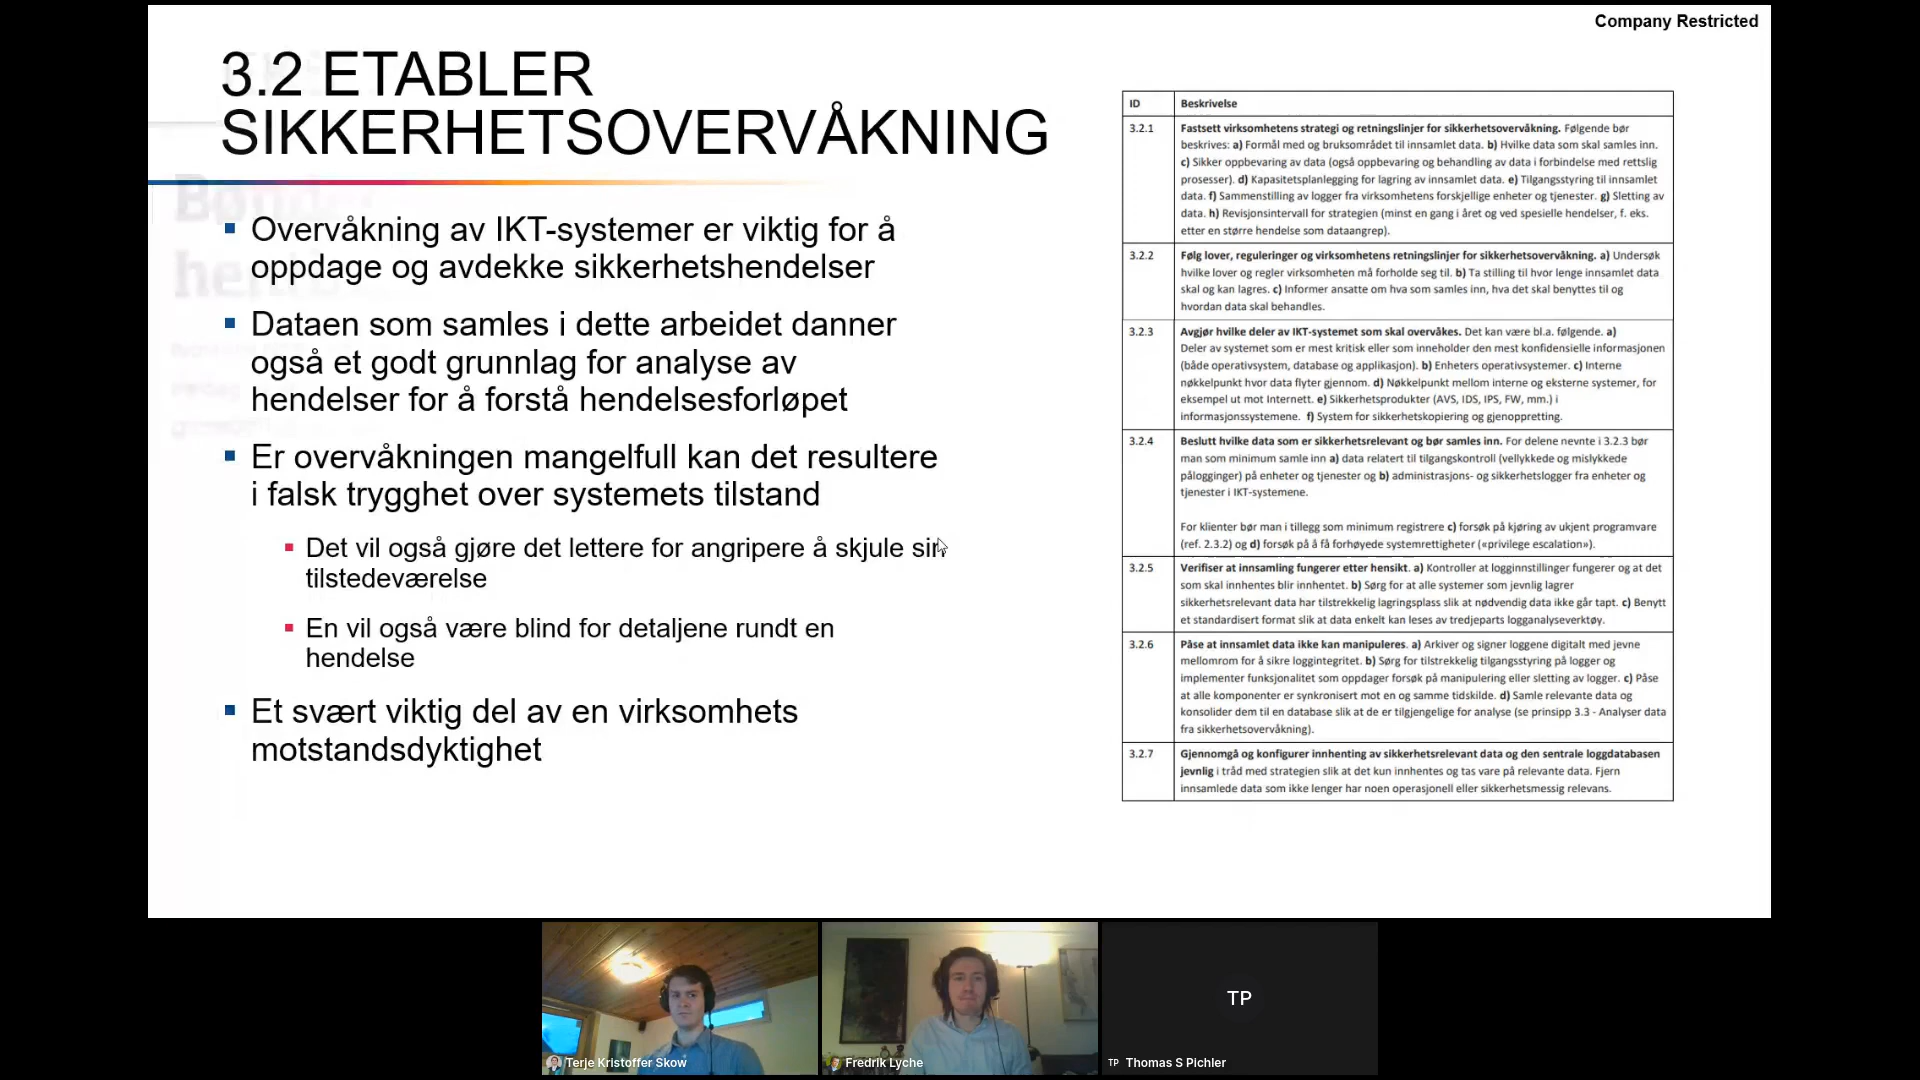 Company Restricted
3.2 ETABLER
SIKKERHETSOVERVÅKNING
Overvåkning av IKT-systemer er viktig for å
oppdage og avdekke sikkerhetshendelser
Dataen som samles i dette arbeidet danner
også et godt grunnlag for analyse av
hendelser for å forstå hendelsesforløpet
Er overvåkningen mangelfull kan det resultere
i falsk trygghet over systemets tilstand
Det vil også gjøre det lettere for angripere å skjule sin
tilstedeværelse
En vil også være blind for detaljene rundt en
hendelse
Et svært viktig del av en virksomhets
motstandsdyktighet
ID Beskrivelse
3.2.1 Fastsett virksomhetens strategi og retningslinjer for sikkerhetsovervåkning. Følgende bør
beskrives: a) Formål med og bruksområdet til innsamlet data. b) Hvilke data som skal samles inn.
c) Sikker oppbevaring av data (også oppbevaring og behandling av data i forbindelse med rettslig
prosesser). d) Kapasitetsplanlegging for lagring av innsamlet data. e) Tilgangsstyring til innsamlet
data. f) Sammenstilling av logger fra virksomhetens forskjellige enheter og tjenester. g) Sletting av
data. h) Revisjonsintervall for strategien (minst en gang i året og ved spesielle hendelser, f. eks.
etter en større hendelse som dataangrep).
3.2.2 Følg lover, reguleringer og virksomhetens retningslinjer for sikkerhetsovervåkning. a) Undersøk
hvilke lover og regler virksomheten må forholde seg til. b) Ta stilling til hvor lenge innsamlet data
skal og kan lagres. c) Informer ansatte om hva som samles inn, hva det skal benyttes til og
hvordan data skal behandles.
3.2.3 Avgjør hvilke deler av IKT-systemet som skal overvåkes. Det kan være bl.a. følgende. a)
Deler av systemet som er mest kritisk eller som inneholder den mest konfidensielle informasjonen
(både operativsystem, database og applikasjon). b) Enheters operativsystemer. c) Interne
nøkkelpunkt hvor data flyter gjennom. d) Nøkkelpunkt mellom interne og eksterne systemer, for
eksempel ut mot Internett. e) Sikkerhetsprodukter (AVS, IDS, IPS, FW, mm.) i
informasjonssystemene. f) System for sikkerhetskopiering og gjenoppretting.
3.2.4 Beslutt hvilke data som er sikkerhetsrelevant og bør samles inn. For delene nevnte i 3.2.3 bør
man som minimum samle inn a) data relatert til tilgangskontroll (vellykkede og mislykkede
pålogginger) på enheter og tjenester og b) administrasjons- og sikkerhetslogger fra enheter og
tjenester i IKT-systemene.
For klienter bør man i tillegg som minimum registrere c) forsøk på kjøring av ukjent programvare
(ref. 2.3.2) og d) forsøk på å få forhøyede systemrettigheter («privilege escalation»).
3.2.5 Verifiser at innsamling fungerer etter hensikt. a) Kontroller at logginnstillinger fungerer og at det
som skal innhentes blir innhentet. b) Sørg for at alle systemer som jevnlig lagrer
sikkerhetsrelevant data har tilstrekkelig lagringsplass slik at nødvendig data ikke går tapt. c) Benytt
et standardisert format slik at data enkelt kan leses av tredjeparts logganalyseverktøy.
3.2.6 Påse at innsamlet data ikke kan manipuleres. a) Arkiver og signer loggene digitalt med jevne
mellomrom for å sikre loggintegritet. b) Sørg for tilstrekkelig tilgangsstyring på logger og
implementer funksjonalitet som oppdager forsøk på manipulering eller sletting av logger. c) Påse
at alle komponenter er synkronisert mot en og samme tidskilde. d) Samle relevante data og
konsolider dem til en database slik at de er tilgjengelige for analyse (se prinsipp 3.3 - Analyser data
fra sikkerhetsovervåkning).
3.2.7 Gjennomgå og konfigurer innhenting av sikkerhetsrelevant data og den sentrale loggdatabasen
jevnlig i tråd med strategien slik at det kun innhentes og tas vare på relevante data. Fjern
innsamlede data som ikke lenger har noen operasjonell eller sikkerhetsmessig relevans.
Terje Kristoffer Skow
Fredrik Lyche
TP
TP Thomas S Pichler